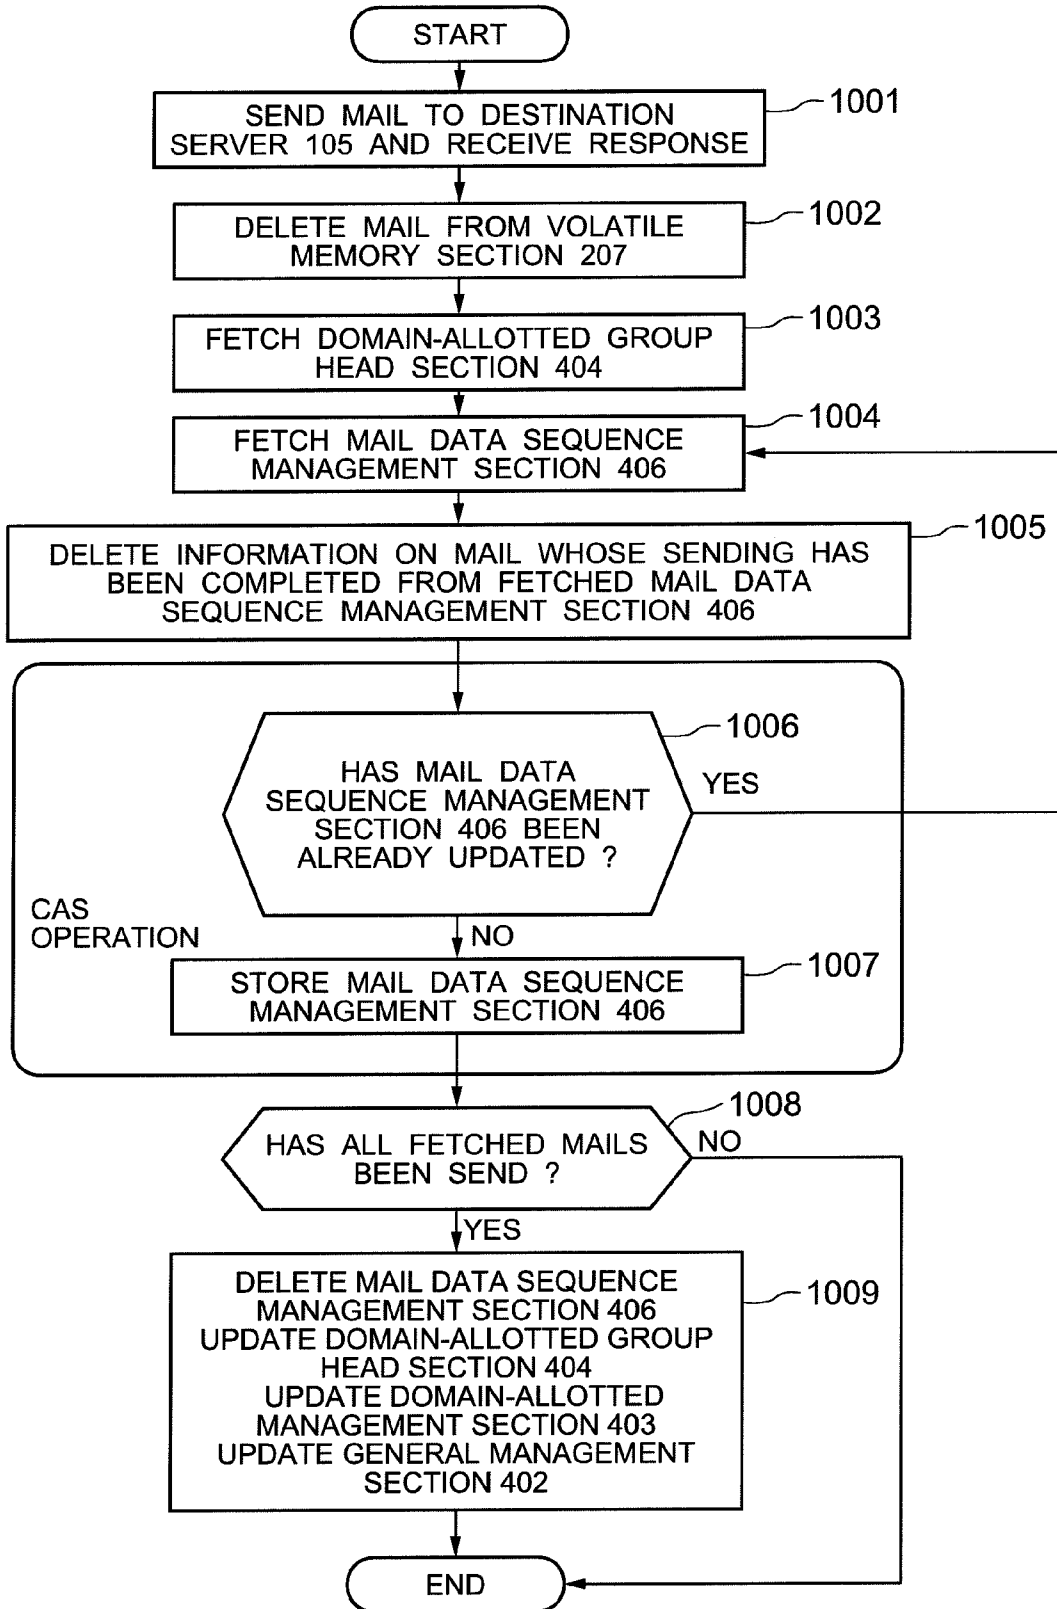 START
1001
SEND MAIL TO DESTINATION
SERVER 105 AND RECEIVE RESPONSE
1002
DELETE MAIL FROM VOLATILE
MEMORY SECTION 207
1003
FETCH DOMAIN-ALLOTTED GROUP
HEAD SECTION 404
1004
FETCH MAIL DATA SEQUENCE
MANAGEMENT SECTION 406
1005
DELETE INFORMATION ON MAIL WHOSE SENDING HAS
BEEN COMPLETED FROM FETCHED MAIL DATA
SEQUENCE MANAGEMENT SECTION 406
1006
HAS MAIL DATA
SEQUENCE MANAGEMENT
SECTION 406 BEEN
ALREADY UPDATED ?
YES
CAS
OPERATION
NO
1007
STORE MAIL DATA SEQUENCE
MANAGEMENT SECTION 406
1008
HAS ALL FETCHED MAILS
BEEN SEND ?
NO
YES
1009
DELETE MAIL DATA SEQUENCE
MANAGEMENT SECTION 406
UPDATE DOMAIN-ALLOTTED GROUP
HEAD SECTION 404
UPDATE DOMAIN-ALLOTTED
MANAGEMENT SECTION 403
UPDATE GENERAL MANAGEMENT
SECTION 402
END